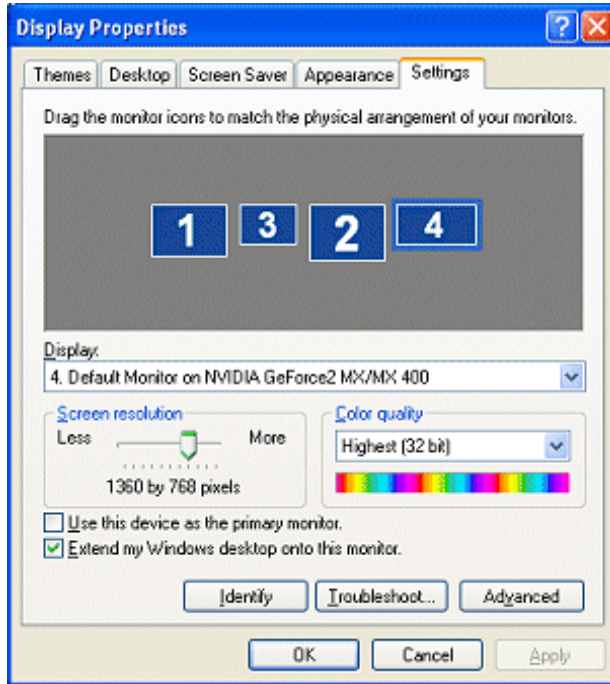 Display Properties
Themes Desktop Screen Saver Appearance Settings
Drag the monitor icons to match the physical arrangement of your monitors.
1 3 2 4
Display:
4. Default Monitor on NVIDIA GeForce2 MX/MX 400
Screen resolution Color quality
Less More Highest (32 bit)
1360 by 768 pixels
Use this device as the primary monitor.
Extend my Windows desktop onto this monitor.
Identify Troubleshoot... Advanced
OK Cancel Apply